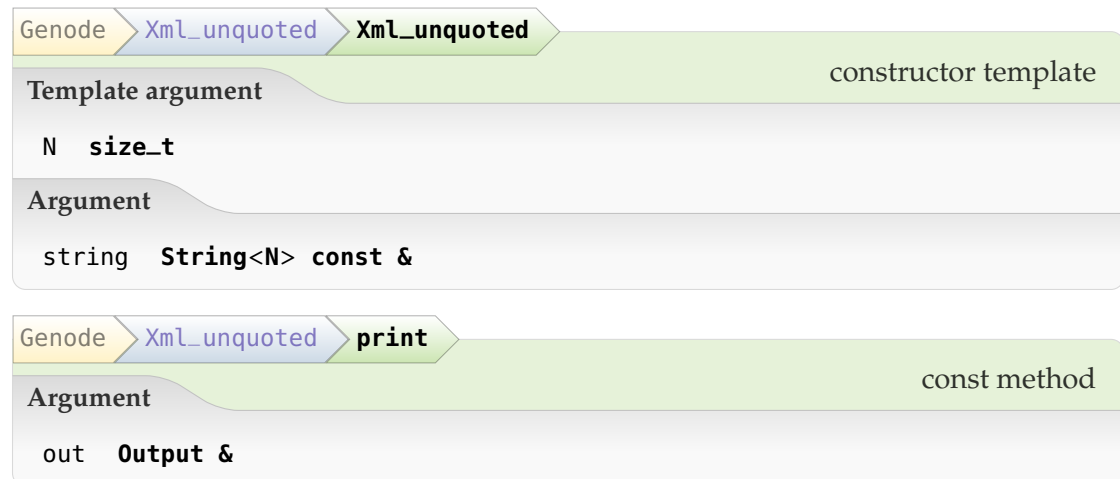 Genode Xml_unquoted Xml_unquoted
constructor template
Template argument
N size_t
Argument
string String<N> const &
Genode Xml_unquoted print
const method
Argument
out Output &